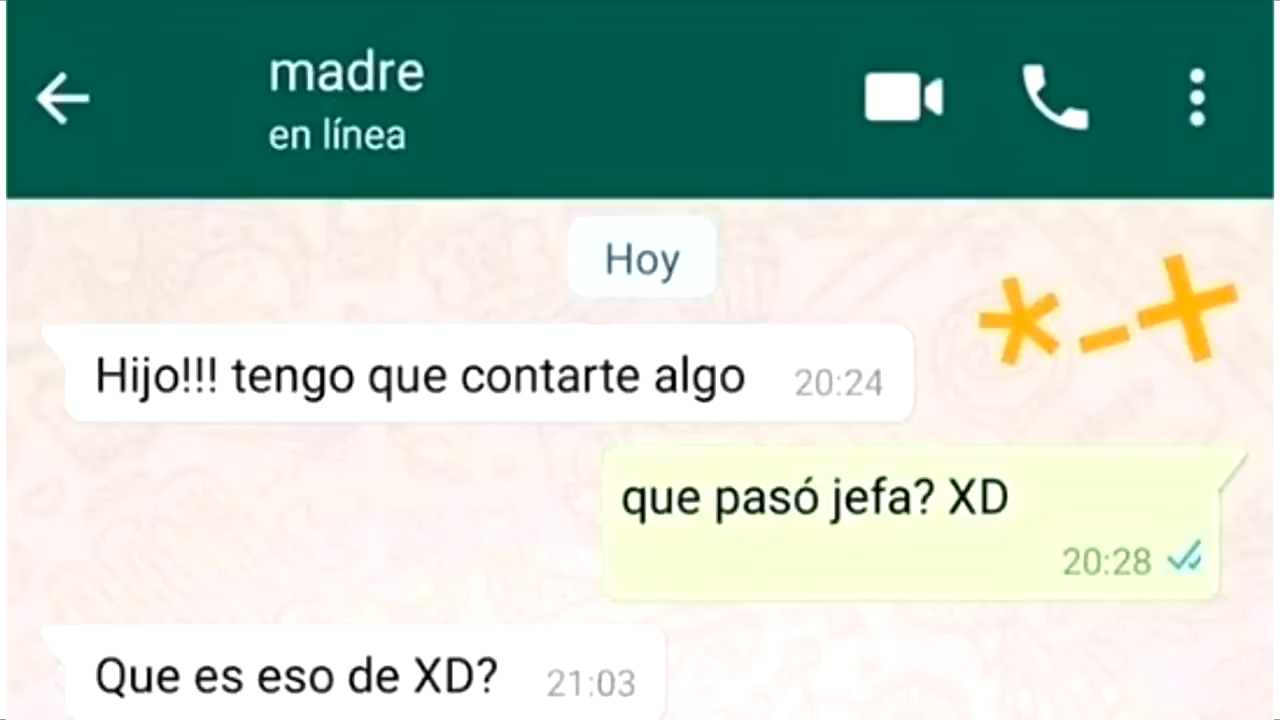 madre
en línea
Hoy
*-+
Hijo!!! tengo que contarte algo 20:24
que pasó jefa? XD
20:28
Que es eso de XD? 21:03